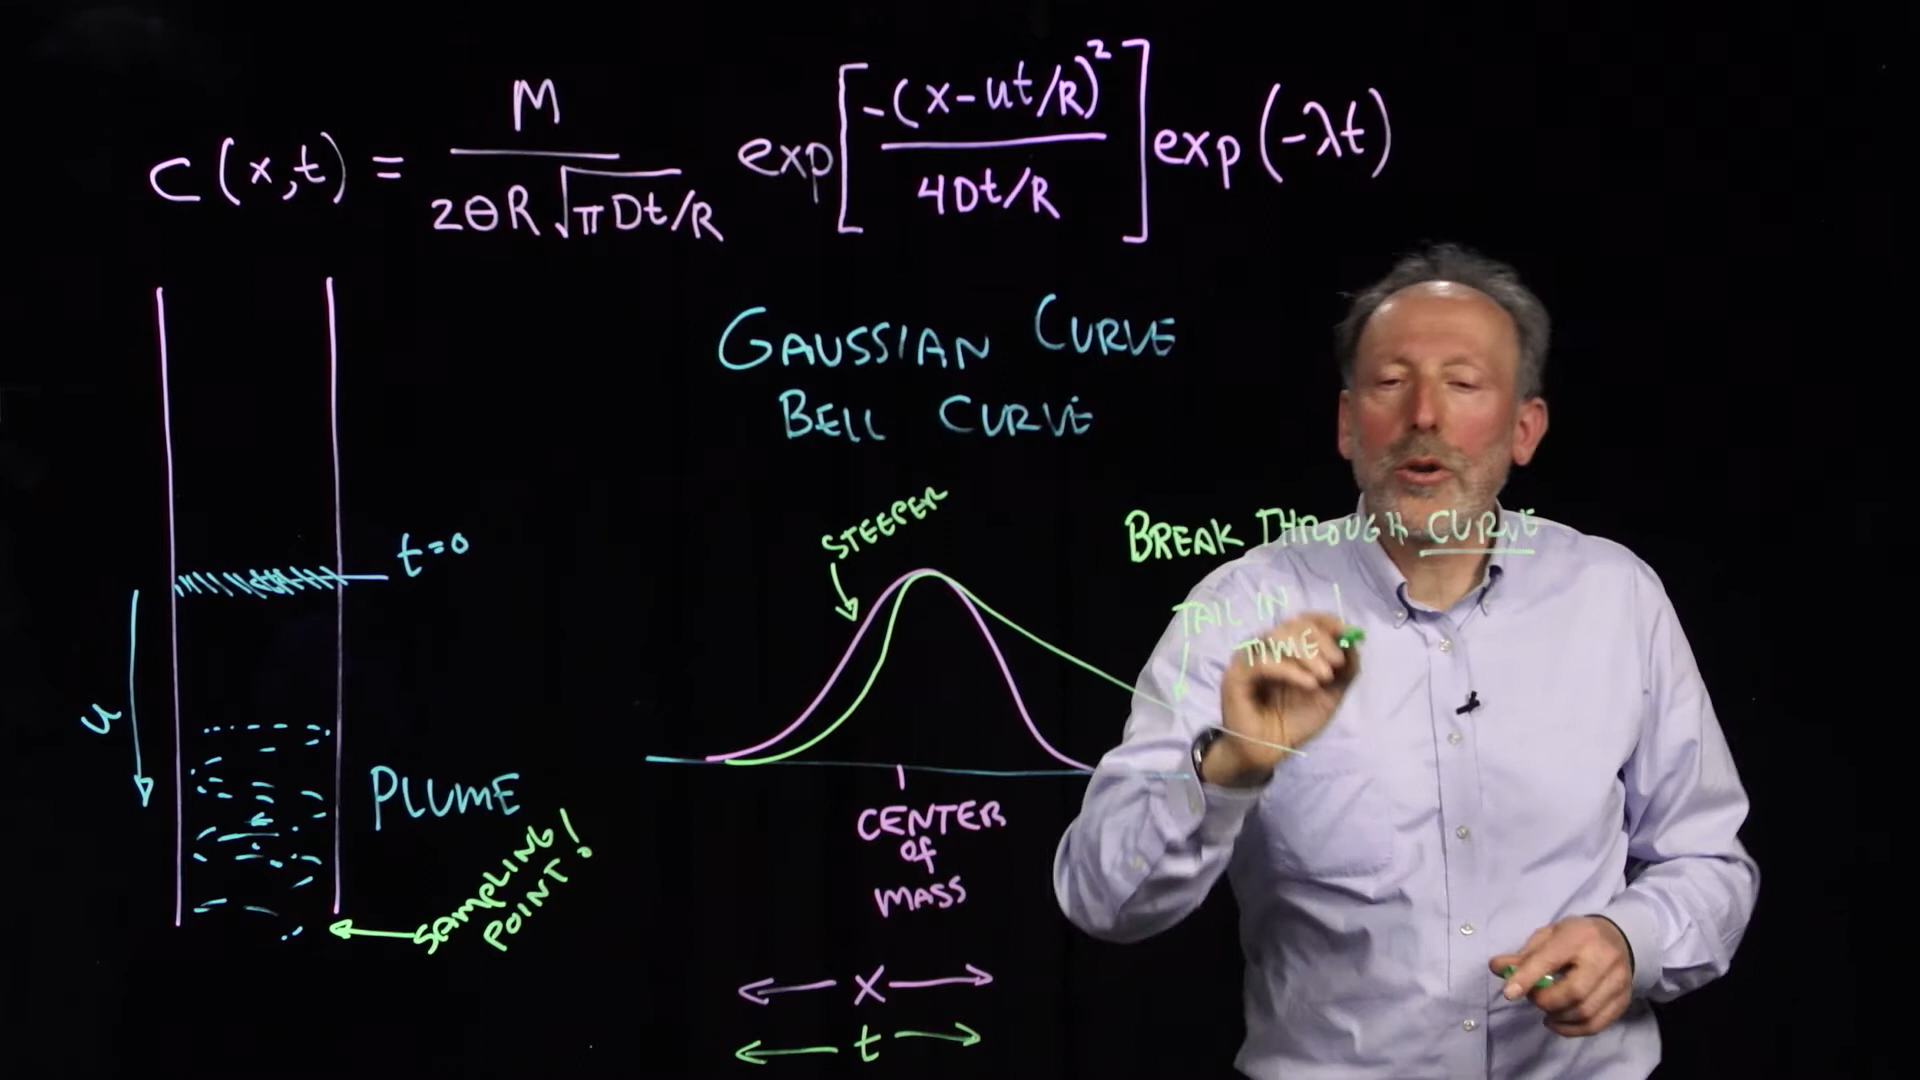 C(x,t) = M / 2θR√πDt/R exp[-(x-ut/R)² / 4Dt/R] exp(-λt)
GAUSSIAN CURVE
BELL CURVE
STEEPER
BREAK THROUGH CURVE
TAIL IN
TIME
t=0
u
PLUME
SAMPLING
POINT!
CENTER
of
MASS
x
t